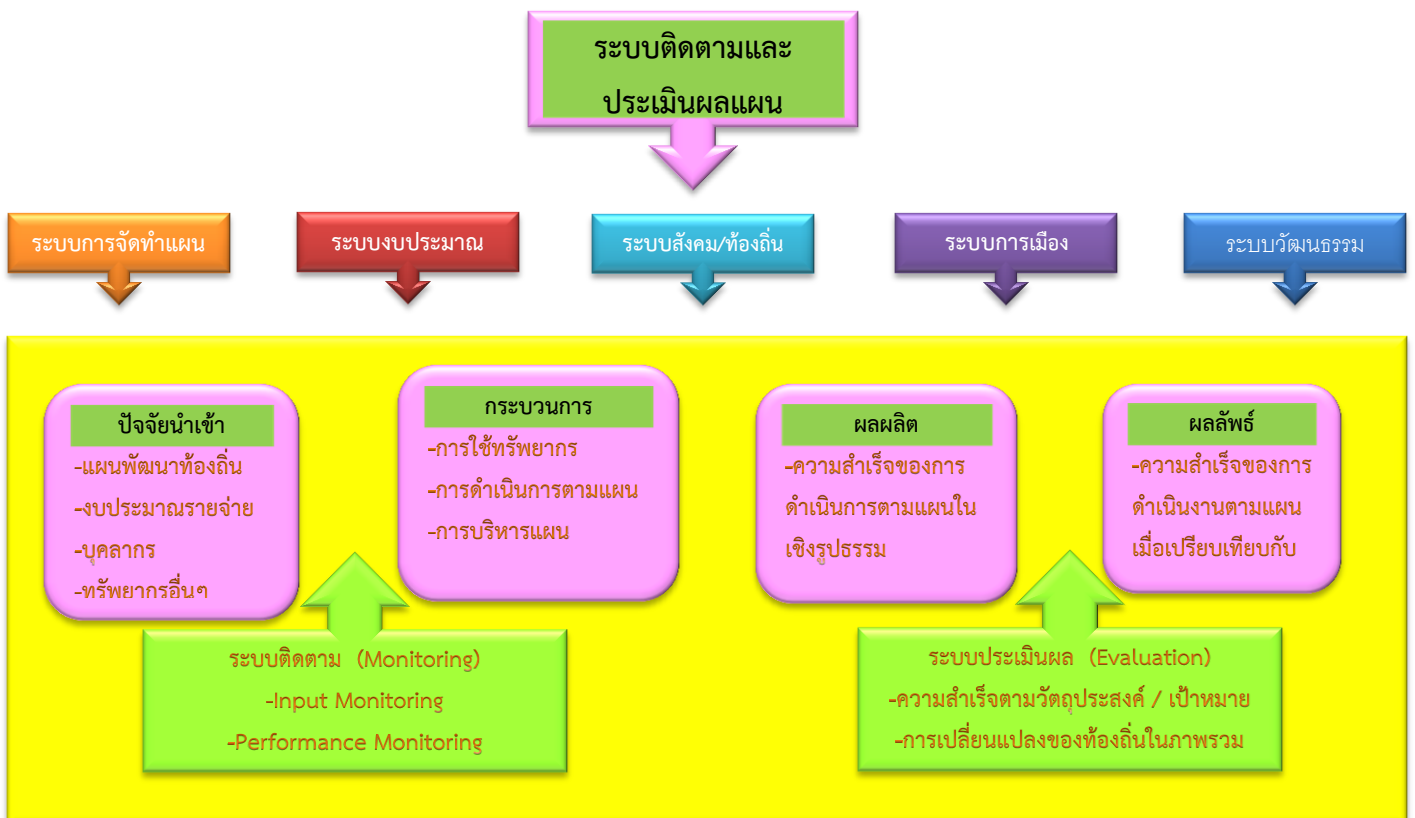 ระบบติดตามและ
ประเมินผลแผน
ระบบการจัดทำแผน
ระบบงบประมาณ
ระบบสังคม/ท้องถิ่น
ระบบการเมือง
ระบบวัฒนธรรม
ปัจจัยนำเข้า
-แผนพัฒนาท้องถิ่น
-งบประมาณรายจ่าย
-บุคลากร
-ทรัพยากรอื่นๆ
กระบวนการ
-การใช้ทรัพยากร
-การดำเนินการตามแผน
-การบริหารแผน
ผลผลิต
-ความสำเร็จของการ
ดำเนินการตามแผนใน
เชิงรูปธรรม
ผลลัพธ์
-ความสำเร็จของการ
ดำเนินงานตามแผน
เมื่อเปรียบเทียบกับ
ระบบติดตาม (Monitoring)
-Input Monitoring
-Performance Monitoring
ระบบประเมินผล (Evaluation)
-ความสำเร็จตามวัตถุประสงค์ / เป้าหมาย
-การเปลี่ยนแปลงของท้องถิ่นในภาพรวม